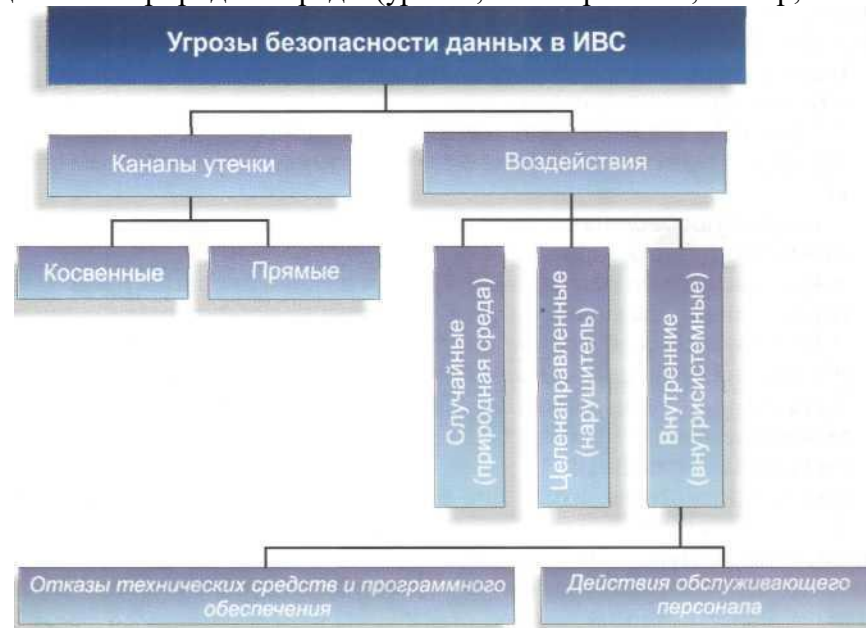 Угрозы безопасности данных в ИВС
Каналы утечки
Воздействия
Косвенные
Прямые
Случайные
(природная среда)
Целенаправленные
(нарушитель)
Внутренние
(внутрисистемные)
Отказы технических средств и программного
обеспечения
Действия обслуживающего
персонала